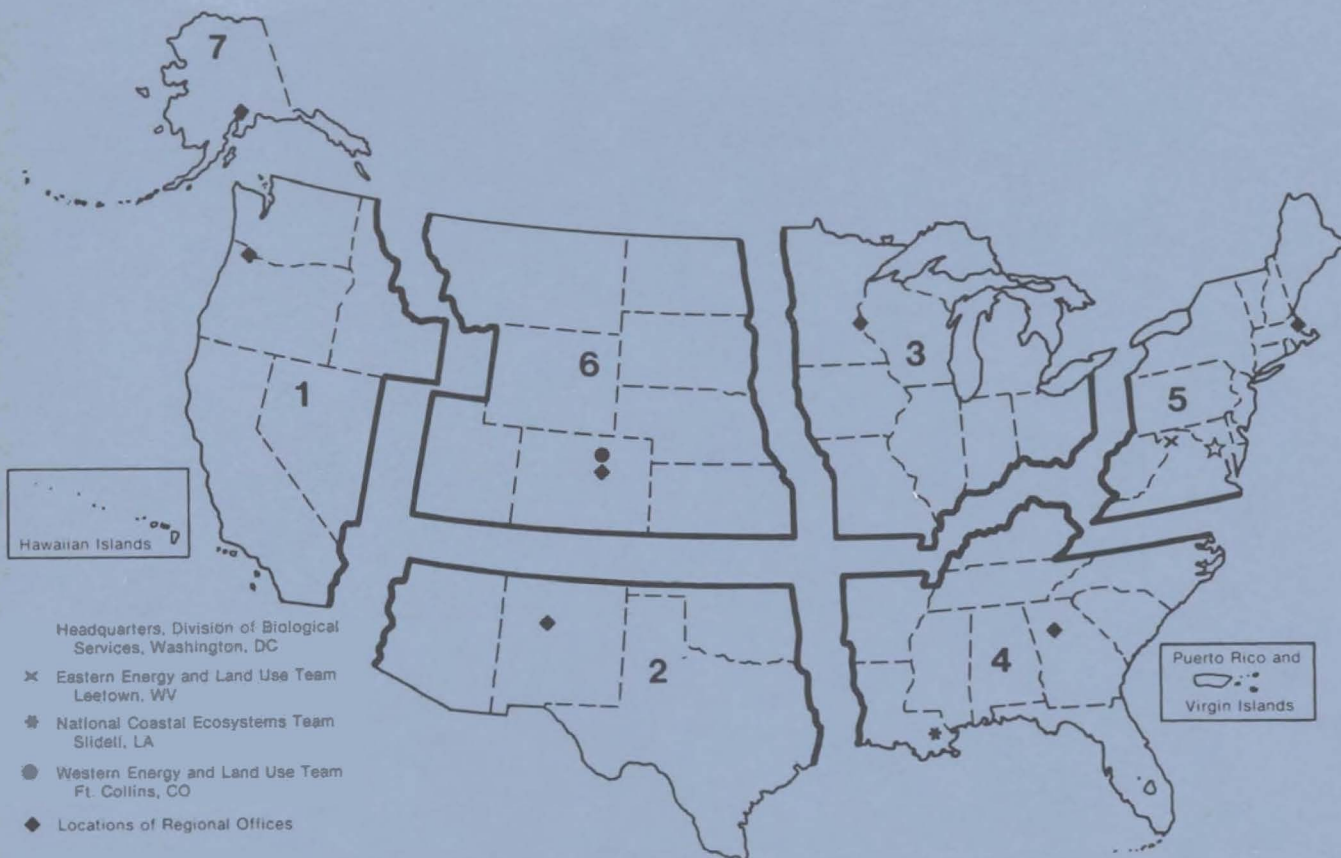 7
6
3
1
5
Hawaiian Islands
Headquarters, Division of Biological
Services, Washington, DC
Eastern Energy and Land Use Team
Leetown, WV
National Coastal Ecosystems Team
Slidell, LA
Western Energy and Land Use Team
Ft. Collins, CO
Locations of Regional Offices
2
4
Puerto Rico and
Virgin Islands